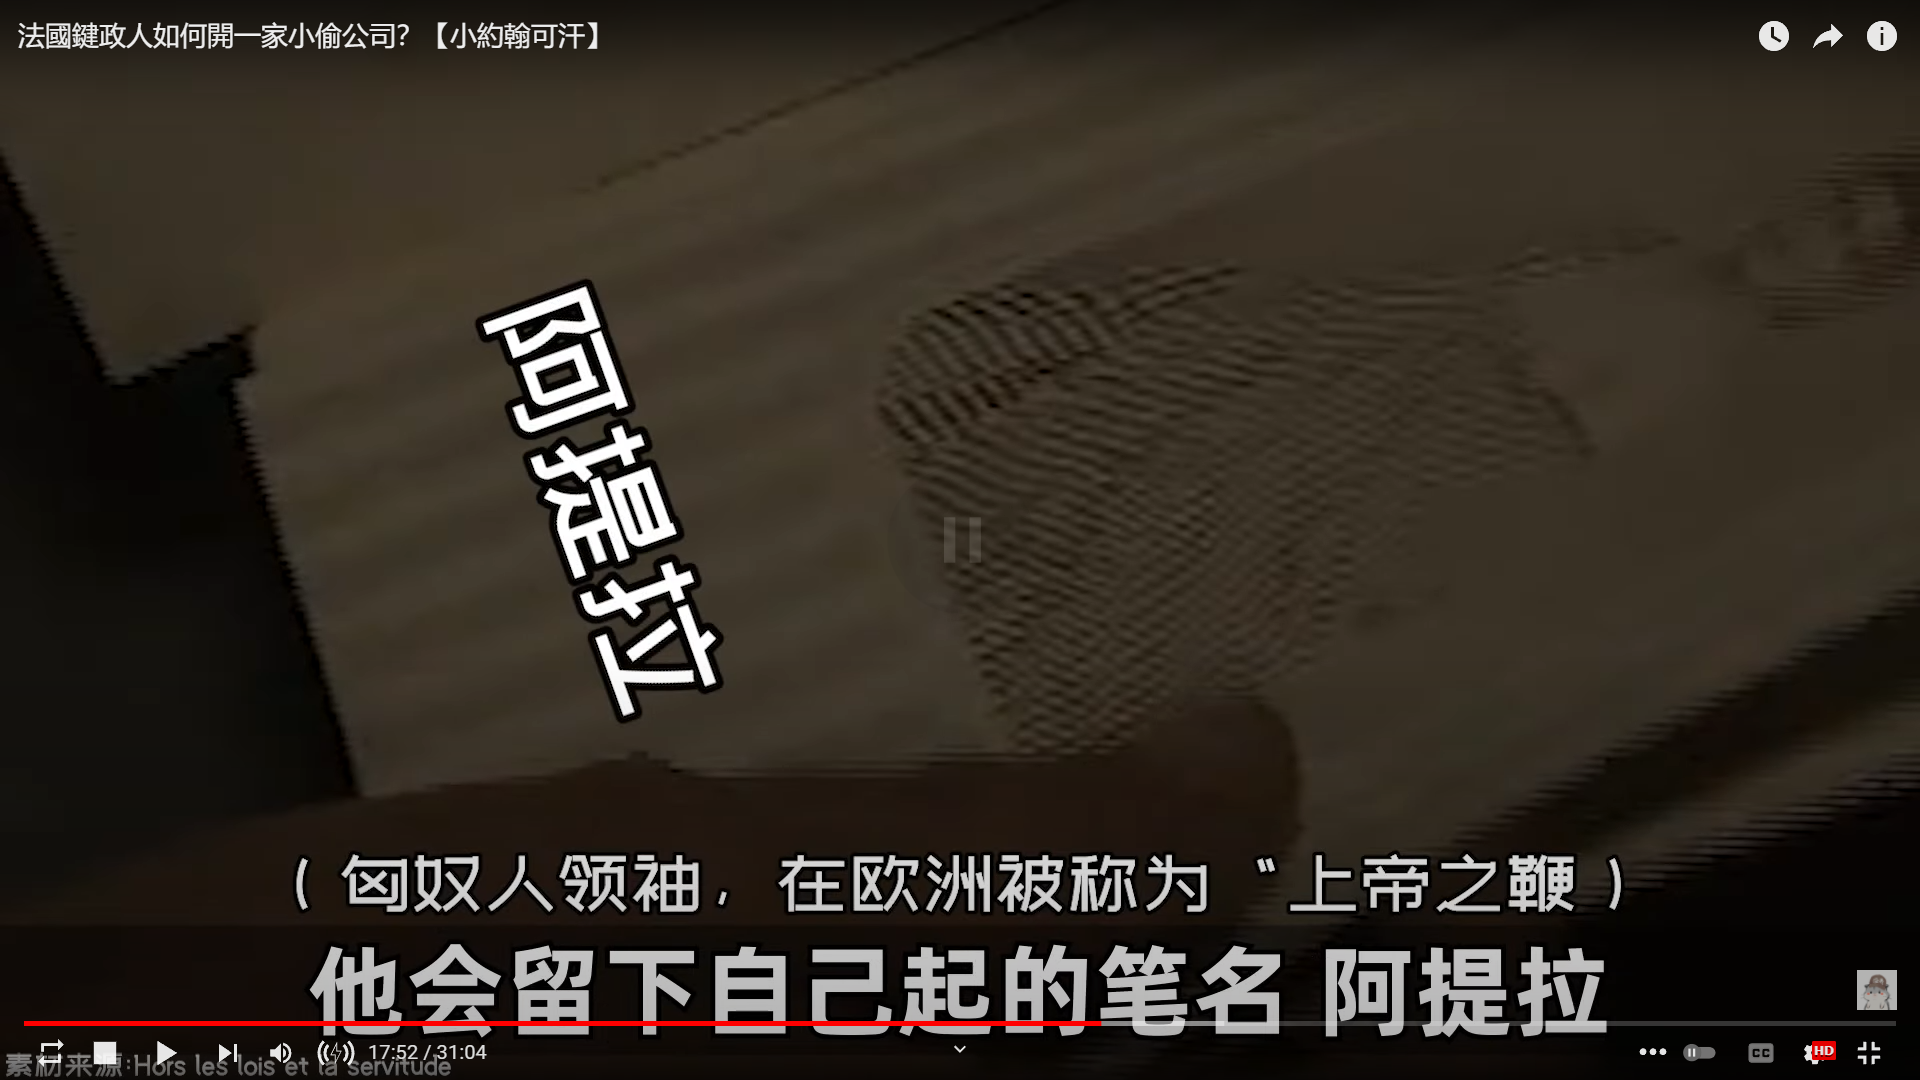 法國鍵政人如何開一家小偷公司？【小約翰可汗】
阿提拉
（匈奴人领袖，在欧洲被称为“上帝之鞭）
他会留下自己起的笔名 阿提拉
17:52 / 31:04
CC
HD
素材来源:Hors les lois et la servitude